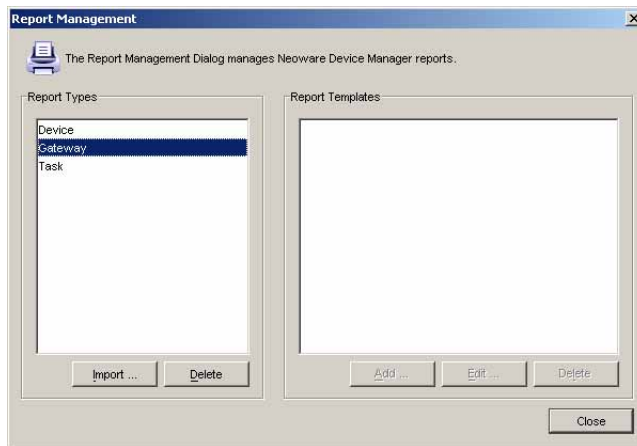 Report Management
The Report Management Dialog manages Neoware Device Manager reports.
Report Types
Device
Gateway
Task
Import ...
Delete
Report Templates
Add ...
Edit ...
Delete
Close